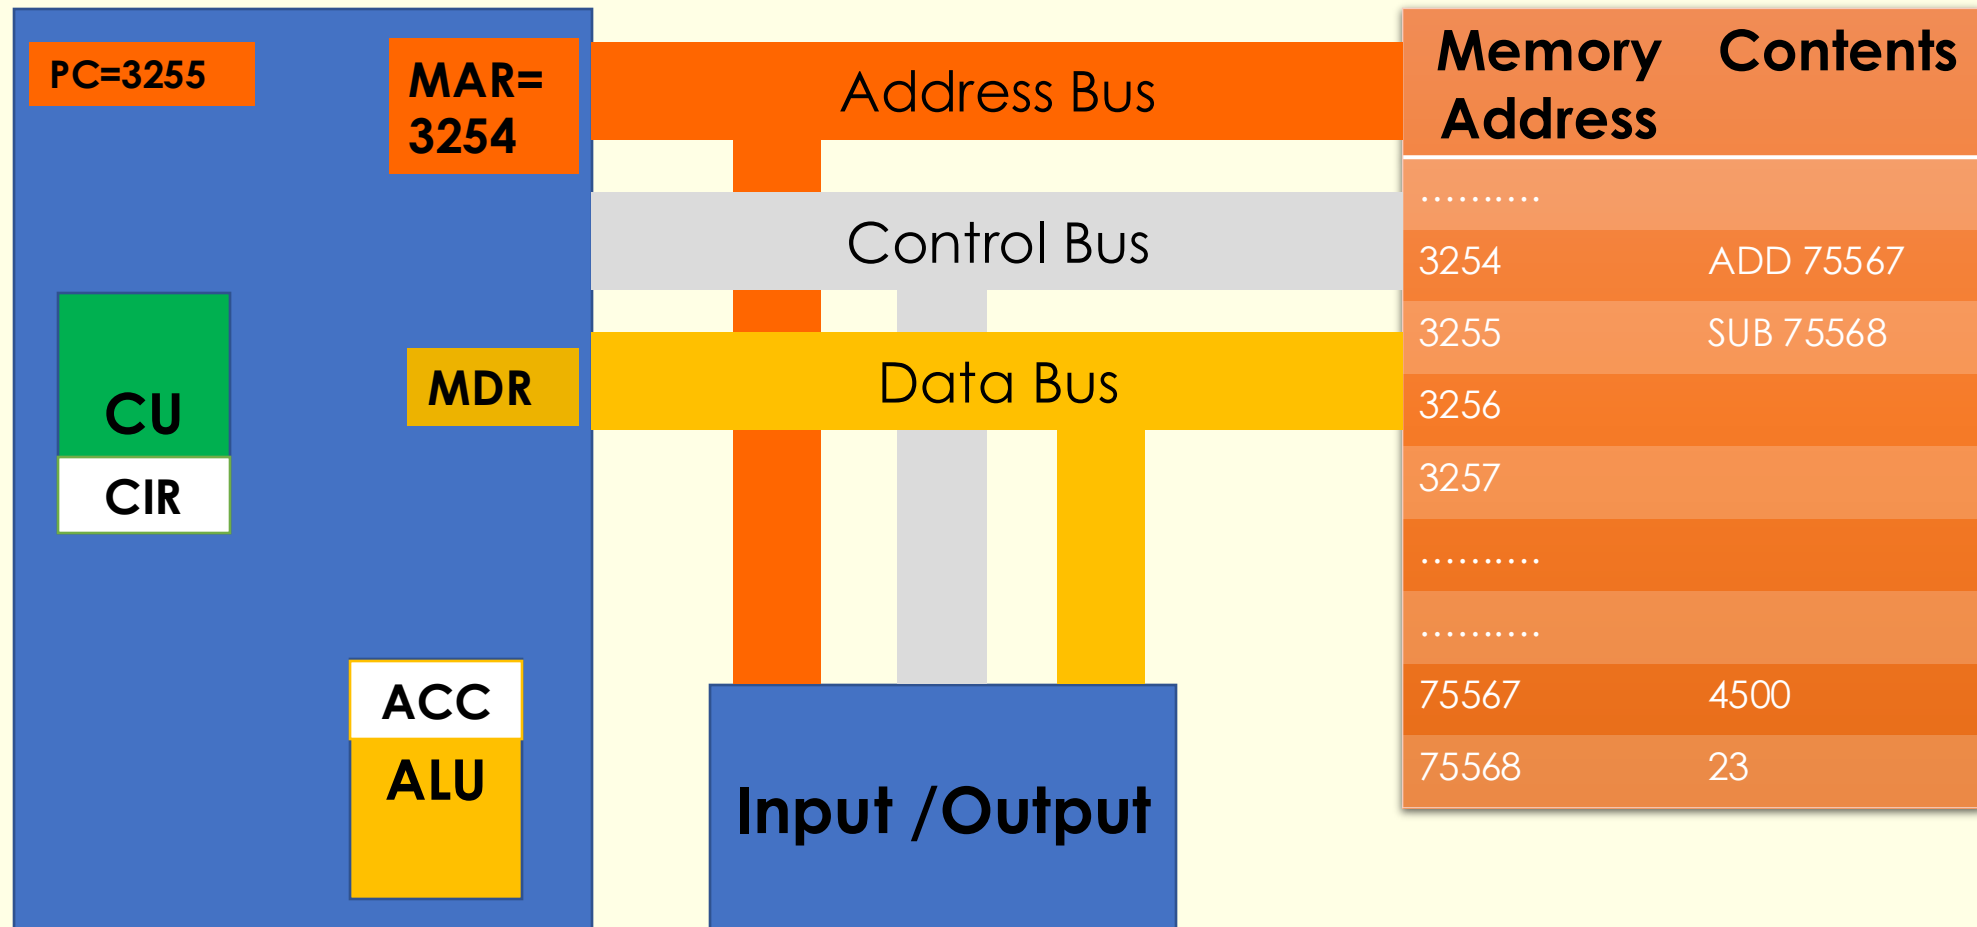 PC=3255
MAR=
3254
CU
CIR
MDR
ACC
ALU
Address Bus
Control Bus
Data Bus
Input /Output
Memory Contents
Address
..........
3254 ADD 75567
3255 SUB 75568
3256
3257
..........
..........
75567 4500
75568 23